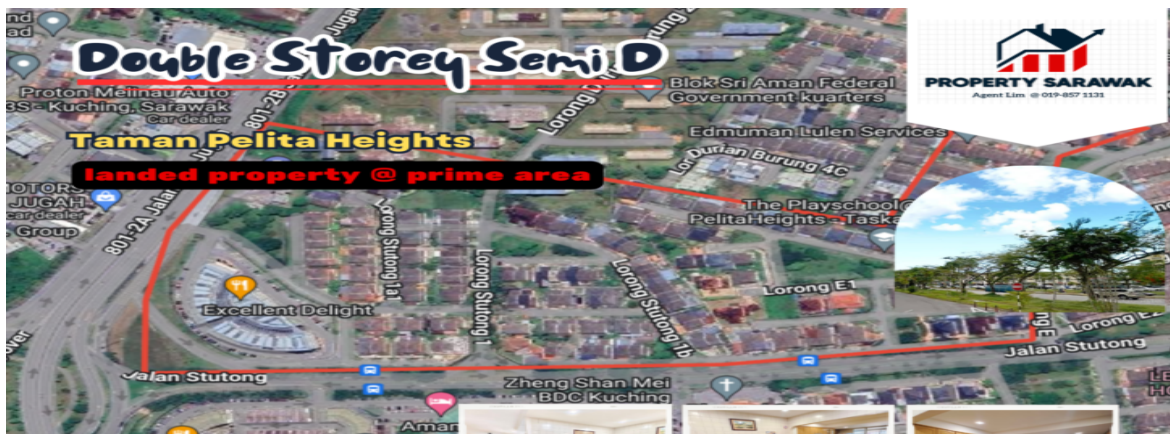 Double Storey Semi D
Taman Pelita Heights
landed property @ prime area
PROPERTY SARAWAK
Agent Lim @ 019-857 1131
Proton Melinau Auto
3S - Kuching, Sarawak
Car dealer
801-2B
Blok Sri Aman Federal
Government kuarters
Edmuman Lulen Services
Lor Durian Burung 4C
The Playschool@
PelitaHeights - Taska
JUGAH
car dealer
Group
801-2A Jalan
Lorong Stutong 1a1
Lorong Stutong 1
Lorong Stutong 1b
Lorong E1
Excellent Delight
Jalan Stutong
Jalan Stutong
Zheng Shan Mei
BDC Kuching